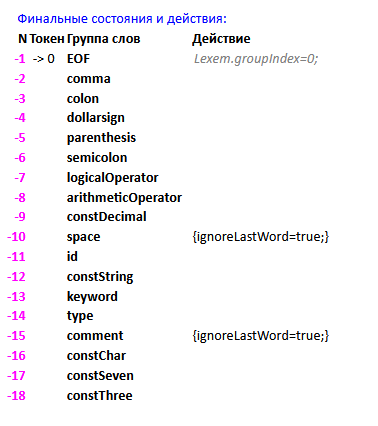 Финальные состояния и действия:
N Токен Группа слов Действие
-1 -> 0 EOF Lexem.groupIndex=0;
-2 comma
-3 colon
-4 dollarsign
-5 parenthesis
-6 semicolon
-7 logicalOperator
-8 arithmeticOperator
-9 constDecimal
-10 space {ignoreLastWord=true;}
-11 id
-12 constString
-13 keyword
-14 type
-15 comment {ignoreLastWord=true;}
-16 constChar
-17 constSeven
-18 constThree